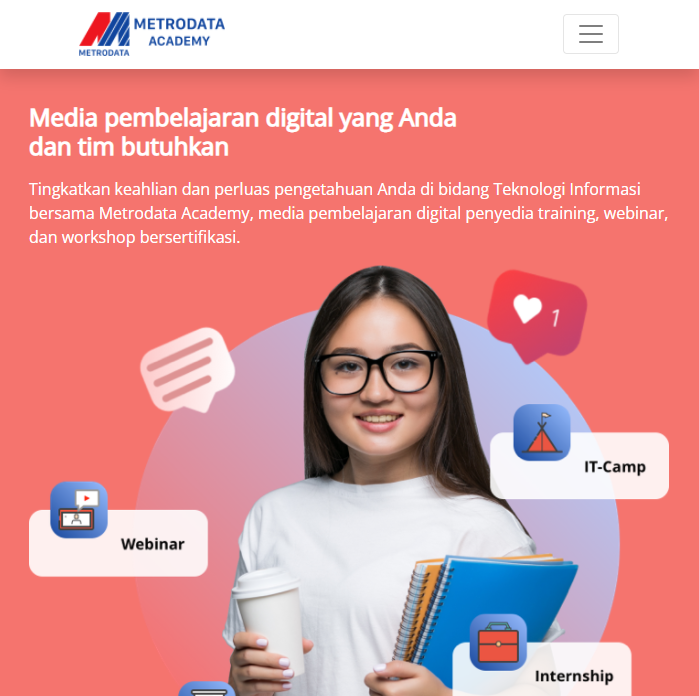 METRODATA
ACADEMY
METRODATA
Media pembelajaran digital yang Anda
dan tim butuhkan
Tingkatkan keahlian dan perluas pengetahuan Anda di bidang Teknologi Informasi
bersama Metrodata Academy, media pembelajaran digital penyedia training, webinar,
dan workshop bersertifikasi.
1
IT-Camp
Webinar
Internship